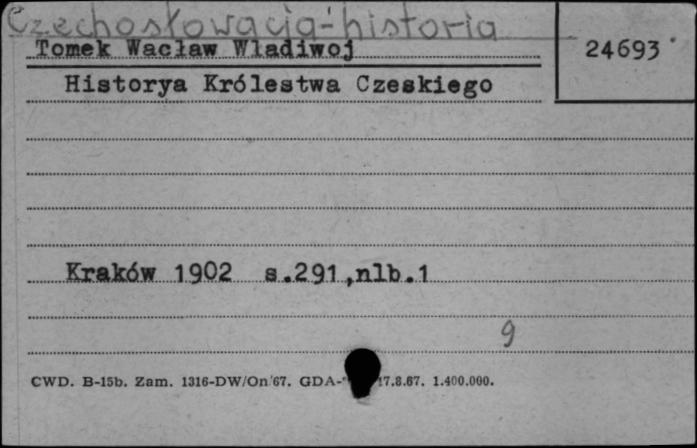 Czechosłowacja-historia
Tomek Wacław Władiwoj
24693
Historya Królestwa Czeskiego
Kraków 1902 s.291,nlb.1
9
CWD. B-15b. Zam. 1316-DW/On/67. GDA- 17.8.67. 1.400.000.